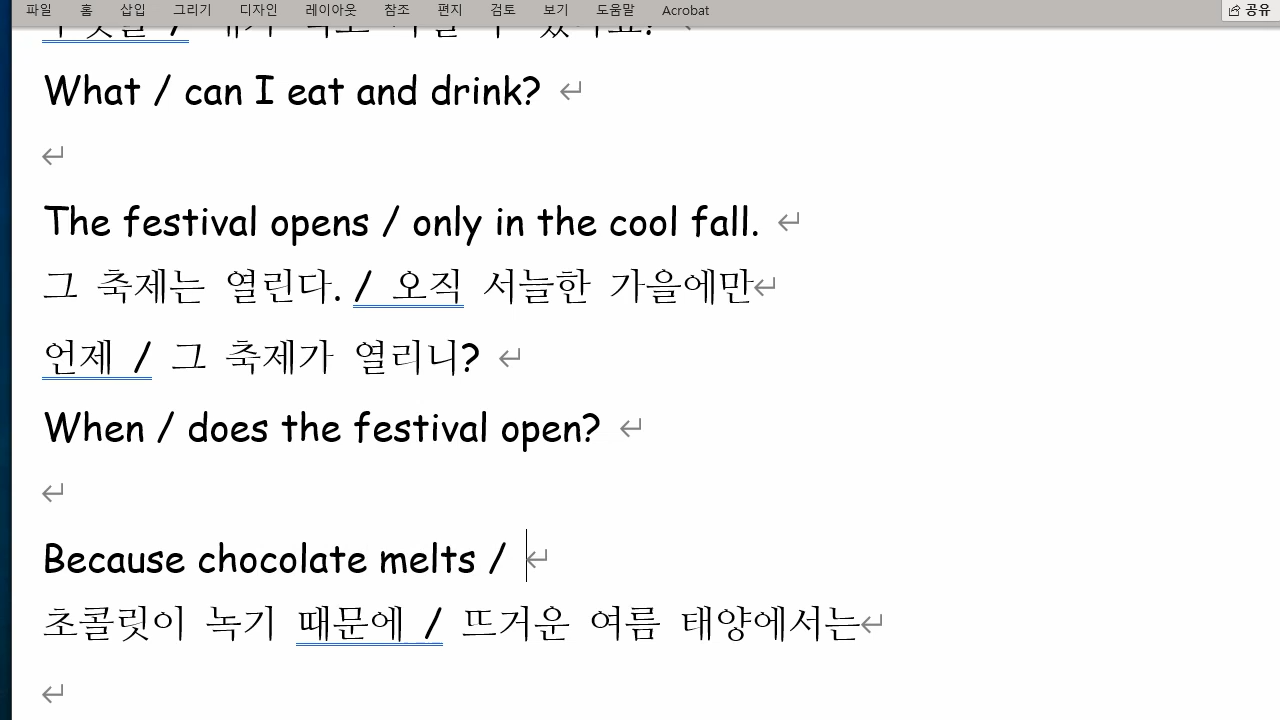 파일 홈 삽입 그리기 디자인 레이아웃 참조 편지 검토 보기 도움말 Acrobat 공유
What / can I eat and drink?
The festival opens / only in the cool fall.
그 축제는 열린다. / 오직 서늘한 가을에만
언제 / 그 축제가 열리니?
When / does the festival open?
Because chocolate melts /
초콜릿이 녹기 때문에 / 뜨거운 여름 태양에서는